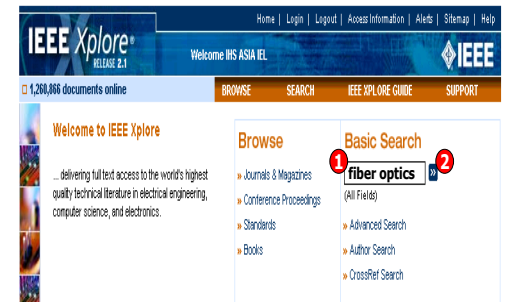 Home | Login | Logout | Access Information | Alerts | Sitemap | Help
IEEE Xplore®
RELEASE 2.1
Welcome IHS ASIA IEL
IEEE
1,260,866 documents online
BROWSE SEARCH IEEE XPLORE GUIDE SUPPORT
Welcome to IEEE Xplore
... delivering full text access to the world's highest
quality technical literature in electrical engineering,
computer science, and electronics.
Browse
» Journals & Magazines
» Conference Proceedings
» Standards
» Books
Basic Search
1 fiber optics » 2
(All Fields)
» Advanced Search
» Author Search
» CrossRef Search